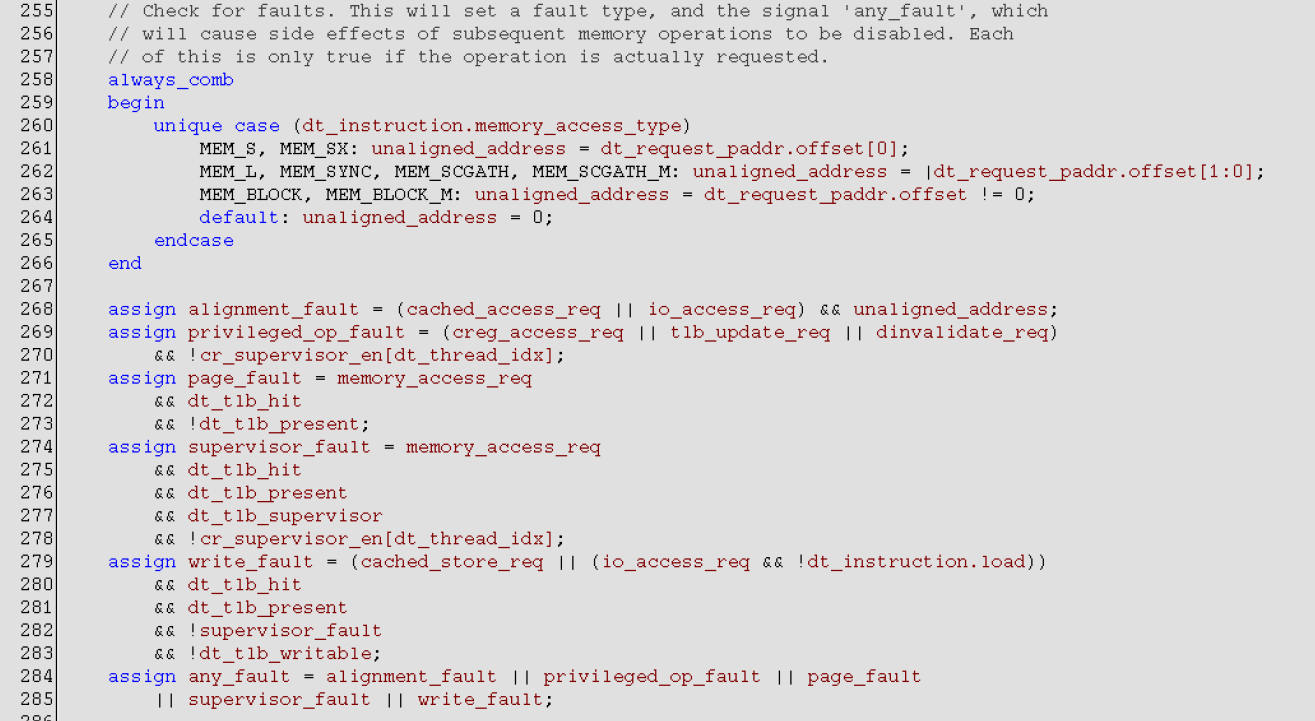 255 // Check for faults. This will set a fault type, and the signal 'any_fault', which
256 // will cause side effects of subsequent memory operations to be disabled. Each
257 // of this is only true if the operation is actually requested.
258 always_comb
259 begin
260 unique case (dt_instruction.memory_access_type)
261 MEM_S, MEM_SX: unaligned_address = dt_request_paddr.offset[0];
262 MEM_L, MEM_SYNC, MEM_SCGATH, MEM_SCGATH_M: unaligned_address = |dt_request_paddr.offset[1:0];
263 MEM_BLOCK, MEM_BLOCK_M: unaligned_address = dt_request_paddr.offset != 0;
264 default: unaligned_address = 0;
265 endcase
266 end
267
268 assign alignment_fault = (cached_access_req || io_access_req) && unaligned_address;
269 assign privileged_op_fault = (creg_access_req || tlb_update_req || dinvalidate_req)
270 && !cr_supervisor_en[dt_thread_idx];
271 assign page_fault = memory_access_req
272 && dt_tlb_hit
273 && !dt_tlb_present;
274 assign supervisor_fault = memory_access_req
275 && dt_tlb_hit
276 && dt_tlb_present
277 && dt_tlb_supervisor
278 && !cr_supervisor_en[dt_thread_idx];
279 assign write_fault = (cached_store_req || (io_access_req && !dt_instruction.load))
280 && dt_tlb_hit
281 && dt_tlb_present
282 && !supervisor_fault
283 && !dt_tlb_writable;
284 assign any_fault = alignment_fault || privileged_op_fault || page_fault
285 || supervisor_fault || write_fault;
286